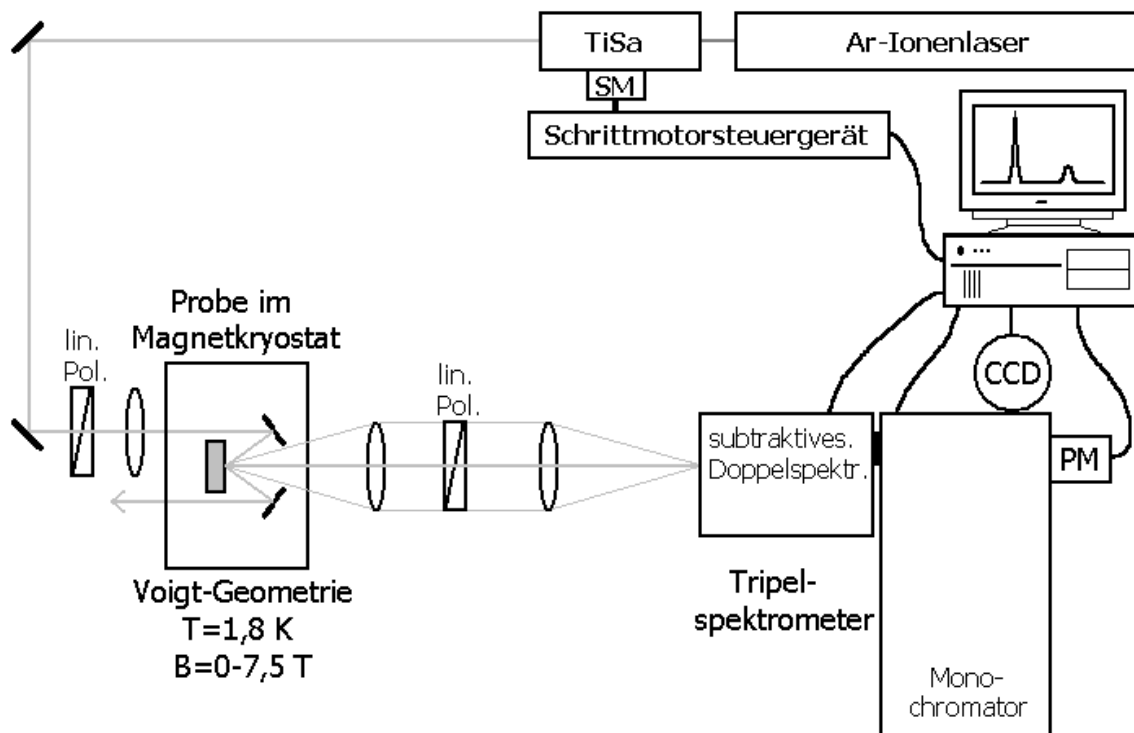 TiSa
Ar-Ionenlaser
SM
Schrittmotorsteuergerät
Probe im
Magnetkryostat
lin.
Pol.
lin.
Pol.
CCD
subtraktives.
Doppelspektr.
PM
Voigt-Geometrie
T=1,8 K
B=0-7,5 T
Tripel-
spektrometer
Mono-
chromator